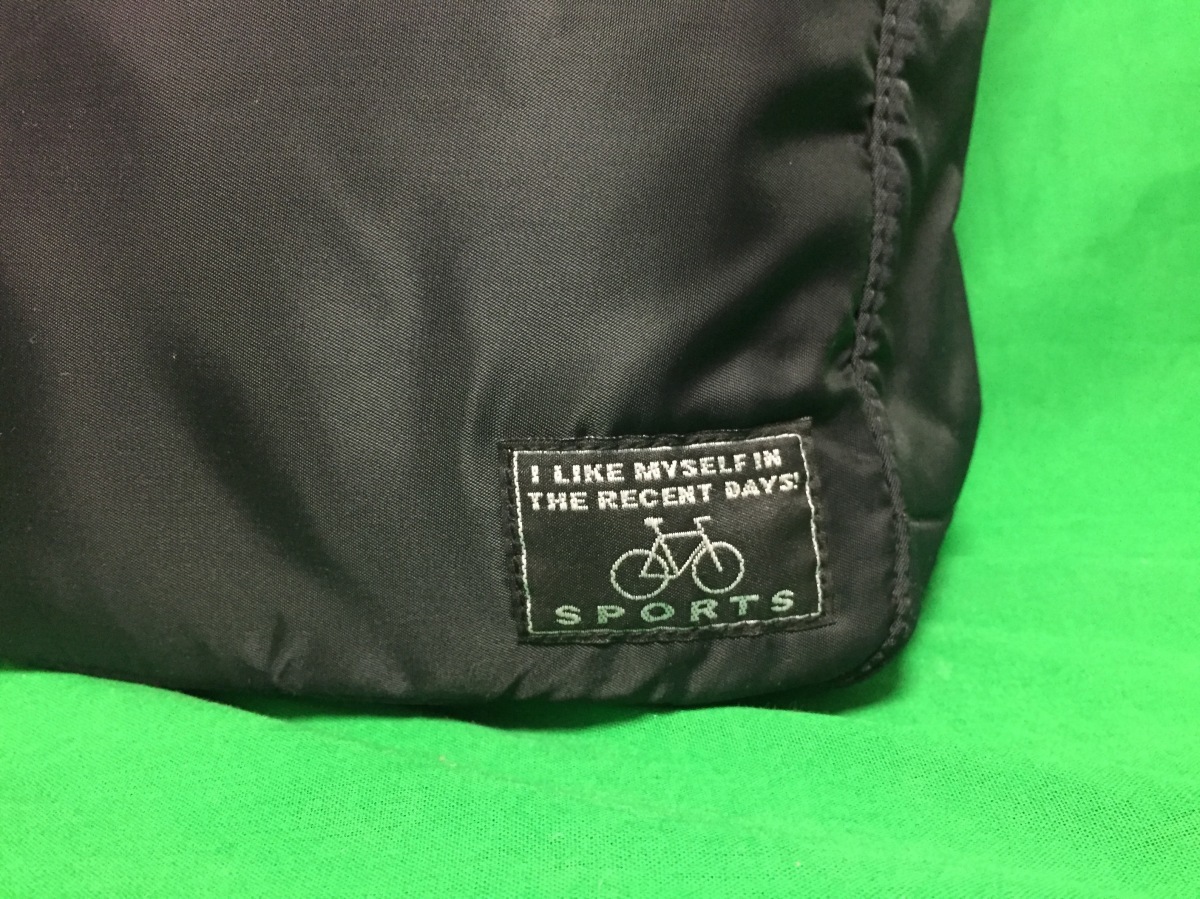 I LIKE MYSELF IN
THE RECENT DAYS!
SPORTS